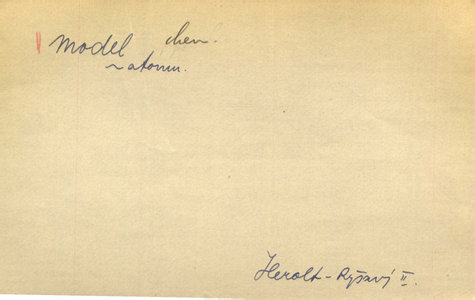 model chem.
~ atomu.
Herolt-Ryšavý II.